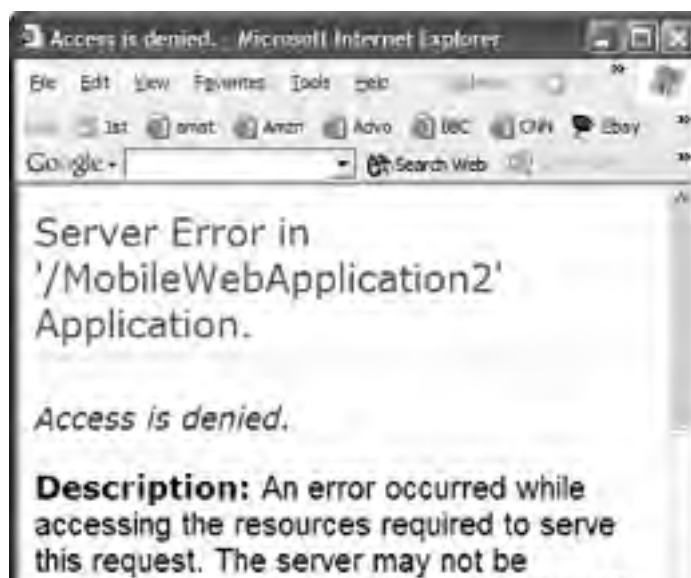 Access is denied. - Microsoft Internet Explorer
File Edit View Favorites Tools Help
1st amat Amzn Advo BBC CNN Ebay
Google Search Web
Server Error in
'/MobileWebApplication2'
Application.
Access is denied.
Description: An error occurred while
accessing the resources required to serve
this request. The server may not be